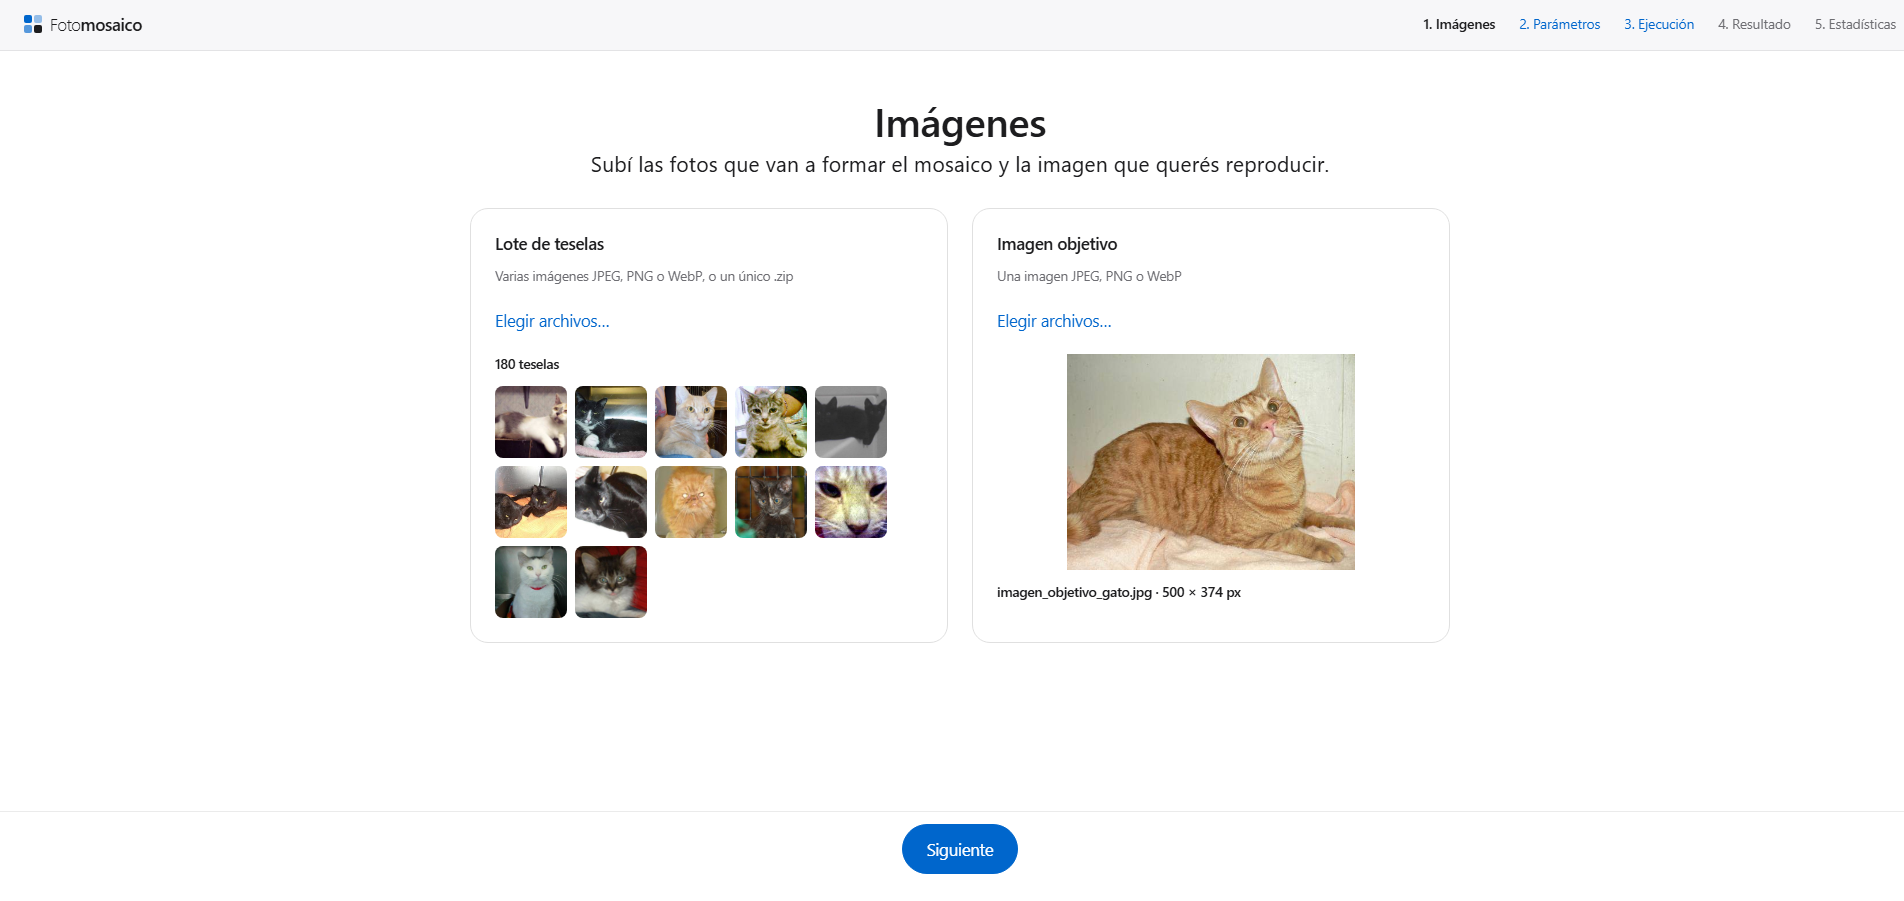 Fotomosaico
1. Imágenes
2. Parámetros
3. Ejecución
4. Resultado
5. Estadísticas
Imágenes
Subí las fotos que van a formar el mosaico y la imagen que querés reproducir.
Lote de teselas
Varias imágenes JPEG, PNG o WebP, o un único .zip
Elegir archivos…
180 teselas
Imagen objetivo
Una imagen JPEG, PNG o WebP
Elegir archivos…
imagen_objetivo_gato.jpg · 500 × 374 px
Siguiente